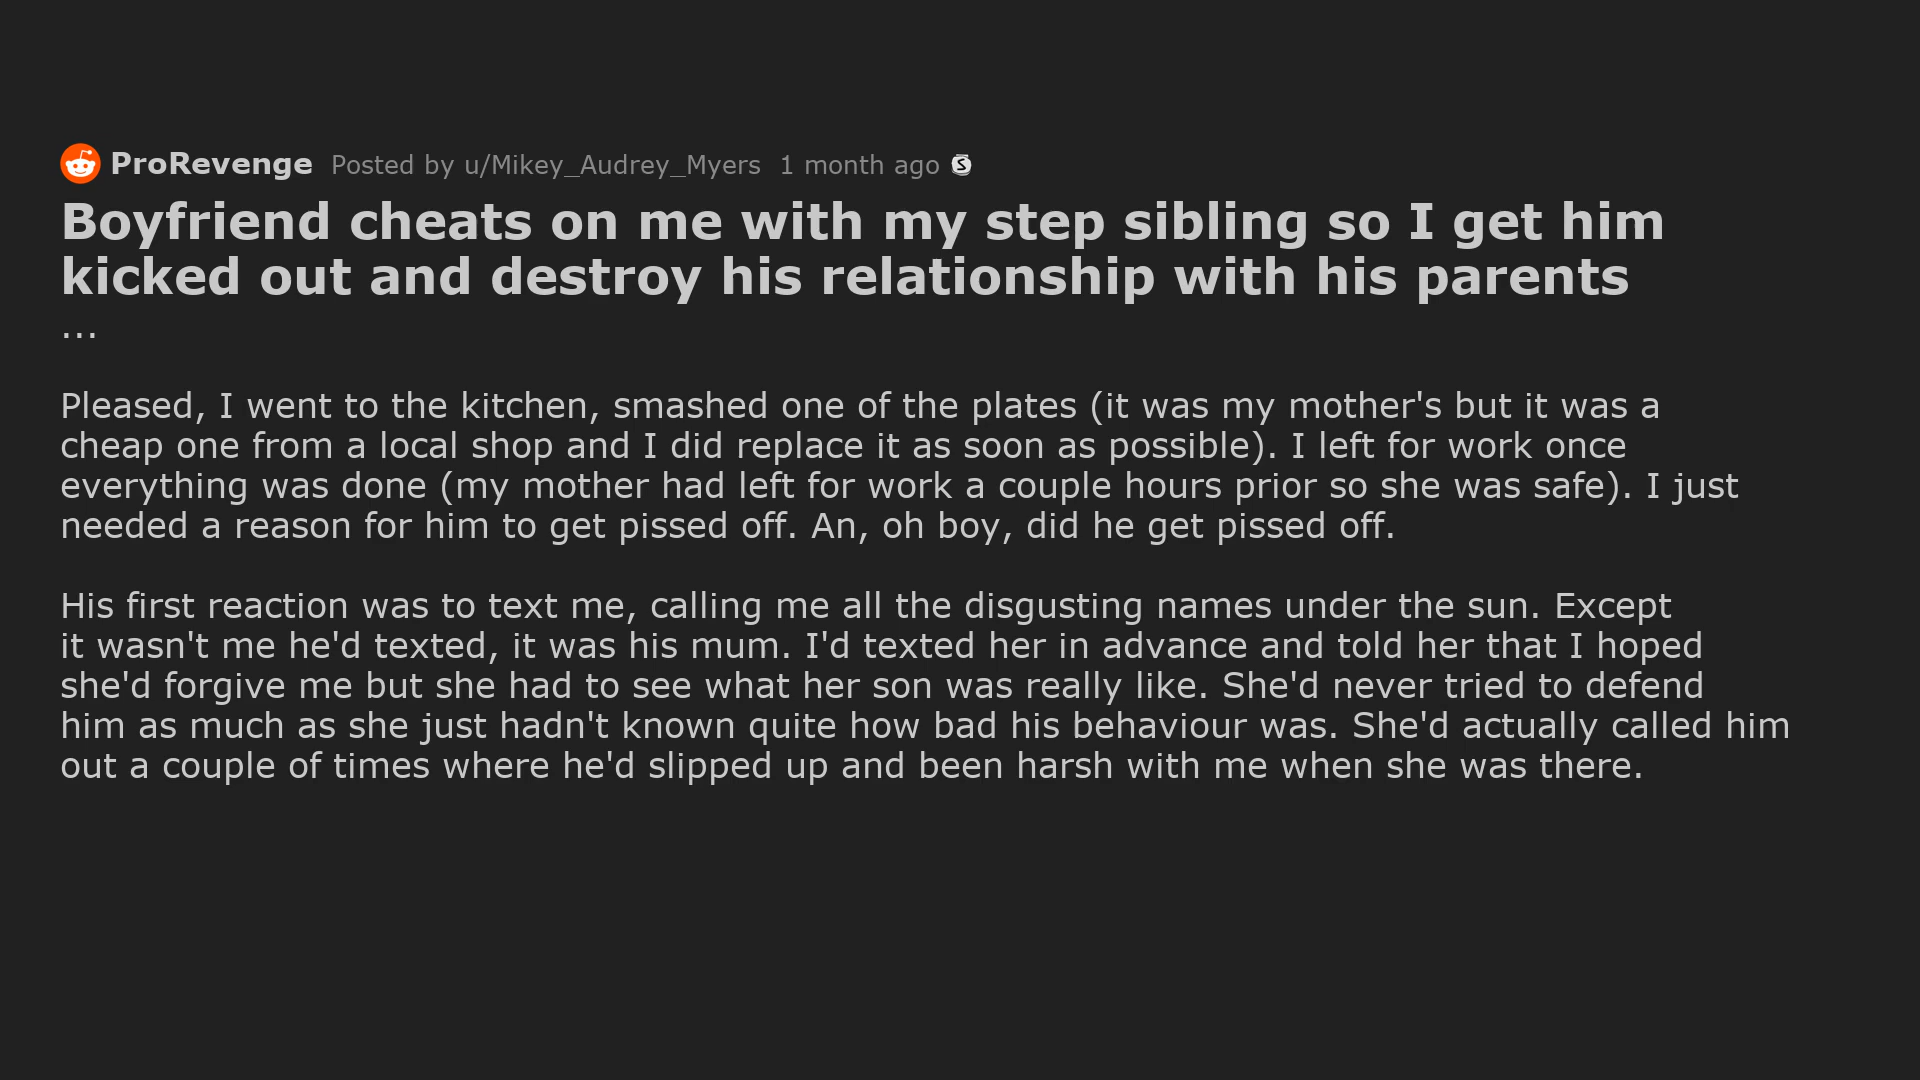 ProRevenge Posted by u/Mikey_Audrey_Myers 1 month ago
Boyfriend cheats on me with my step sibling so I get him
kicked out and destroy his relationship with his parents
...
Pleased, I went to the kitchen, smashed one of the plates (it was my mother's but it was a
cheap one from a local shop and I did replace it as soon as possible). I left for work once
everything was done (my mother had left for work a couple hours prior so she was safe). I just
needed a reason for him to get pissed off. An, oh boy, did he get pissed off.
His first reaction was to text me, calling me all the disgusting names under the sun. Except
it wasn't me he'd texted, it was his mum. I'd texted her in advance and told her that I hoped
she'd forgive me but she had to see what her son was really like. She'd never tried to defend
him as much as she just hadn't known quite how bad his behaviour was. She'd actually called him
out a couple of times where he'd slipped up and been harsh with me when she was there.